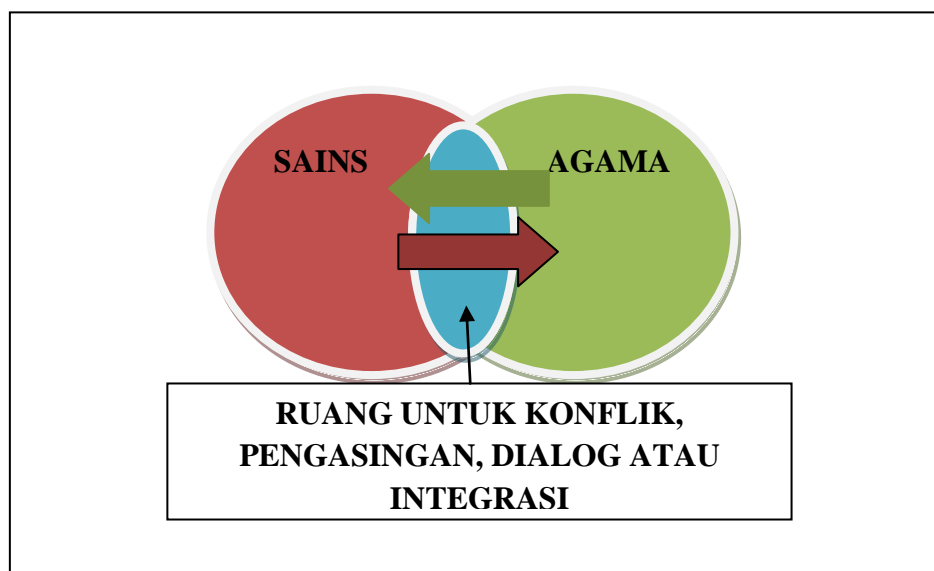 SAINS
AGAMA
RUANG UNTUK KONFLIK,
PENGASINGAN, DIALOG ATAU
INTEGRASI